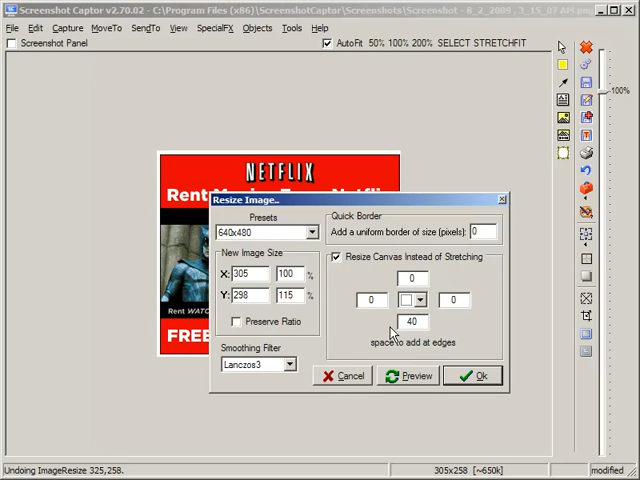 Screenshot Captor v2.70.02 - C:\Program Files (x86)\ScreenshotCaptor\Screenshots\Screenshot - 8_2_2009 , 3_15_07 AM.png
File Edit Capture MoveTo SendTo View SpecialFX Objects Tools Help
Screenshot Panel
AutoFit 50% 100% 200% SELECT STRETCHFIT
100%
NETFLIX
Resize Image..
Presets
640x480
Quick Border
Add a uniform border of size (pixels): 0
New Image Size
X: 305 100 %
Y: 298 115 %
Preserve Ratio
Resize Canvas Instead of Stretching
0
0 0
40
space to add at edges
Smoothing Filter
Lanczos3
Cancel Preview Ok
Rent WATC
FREE
Undoing ImageResize 325,258.
305x258 [~650k]
modified